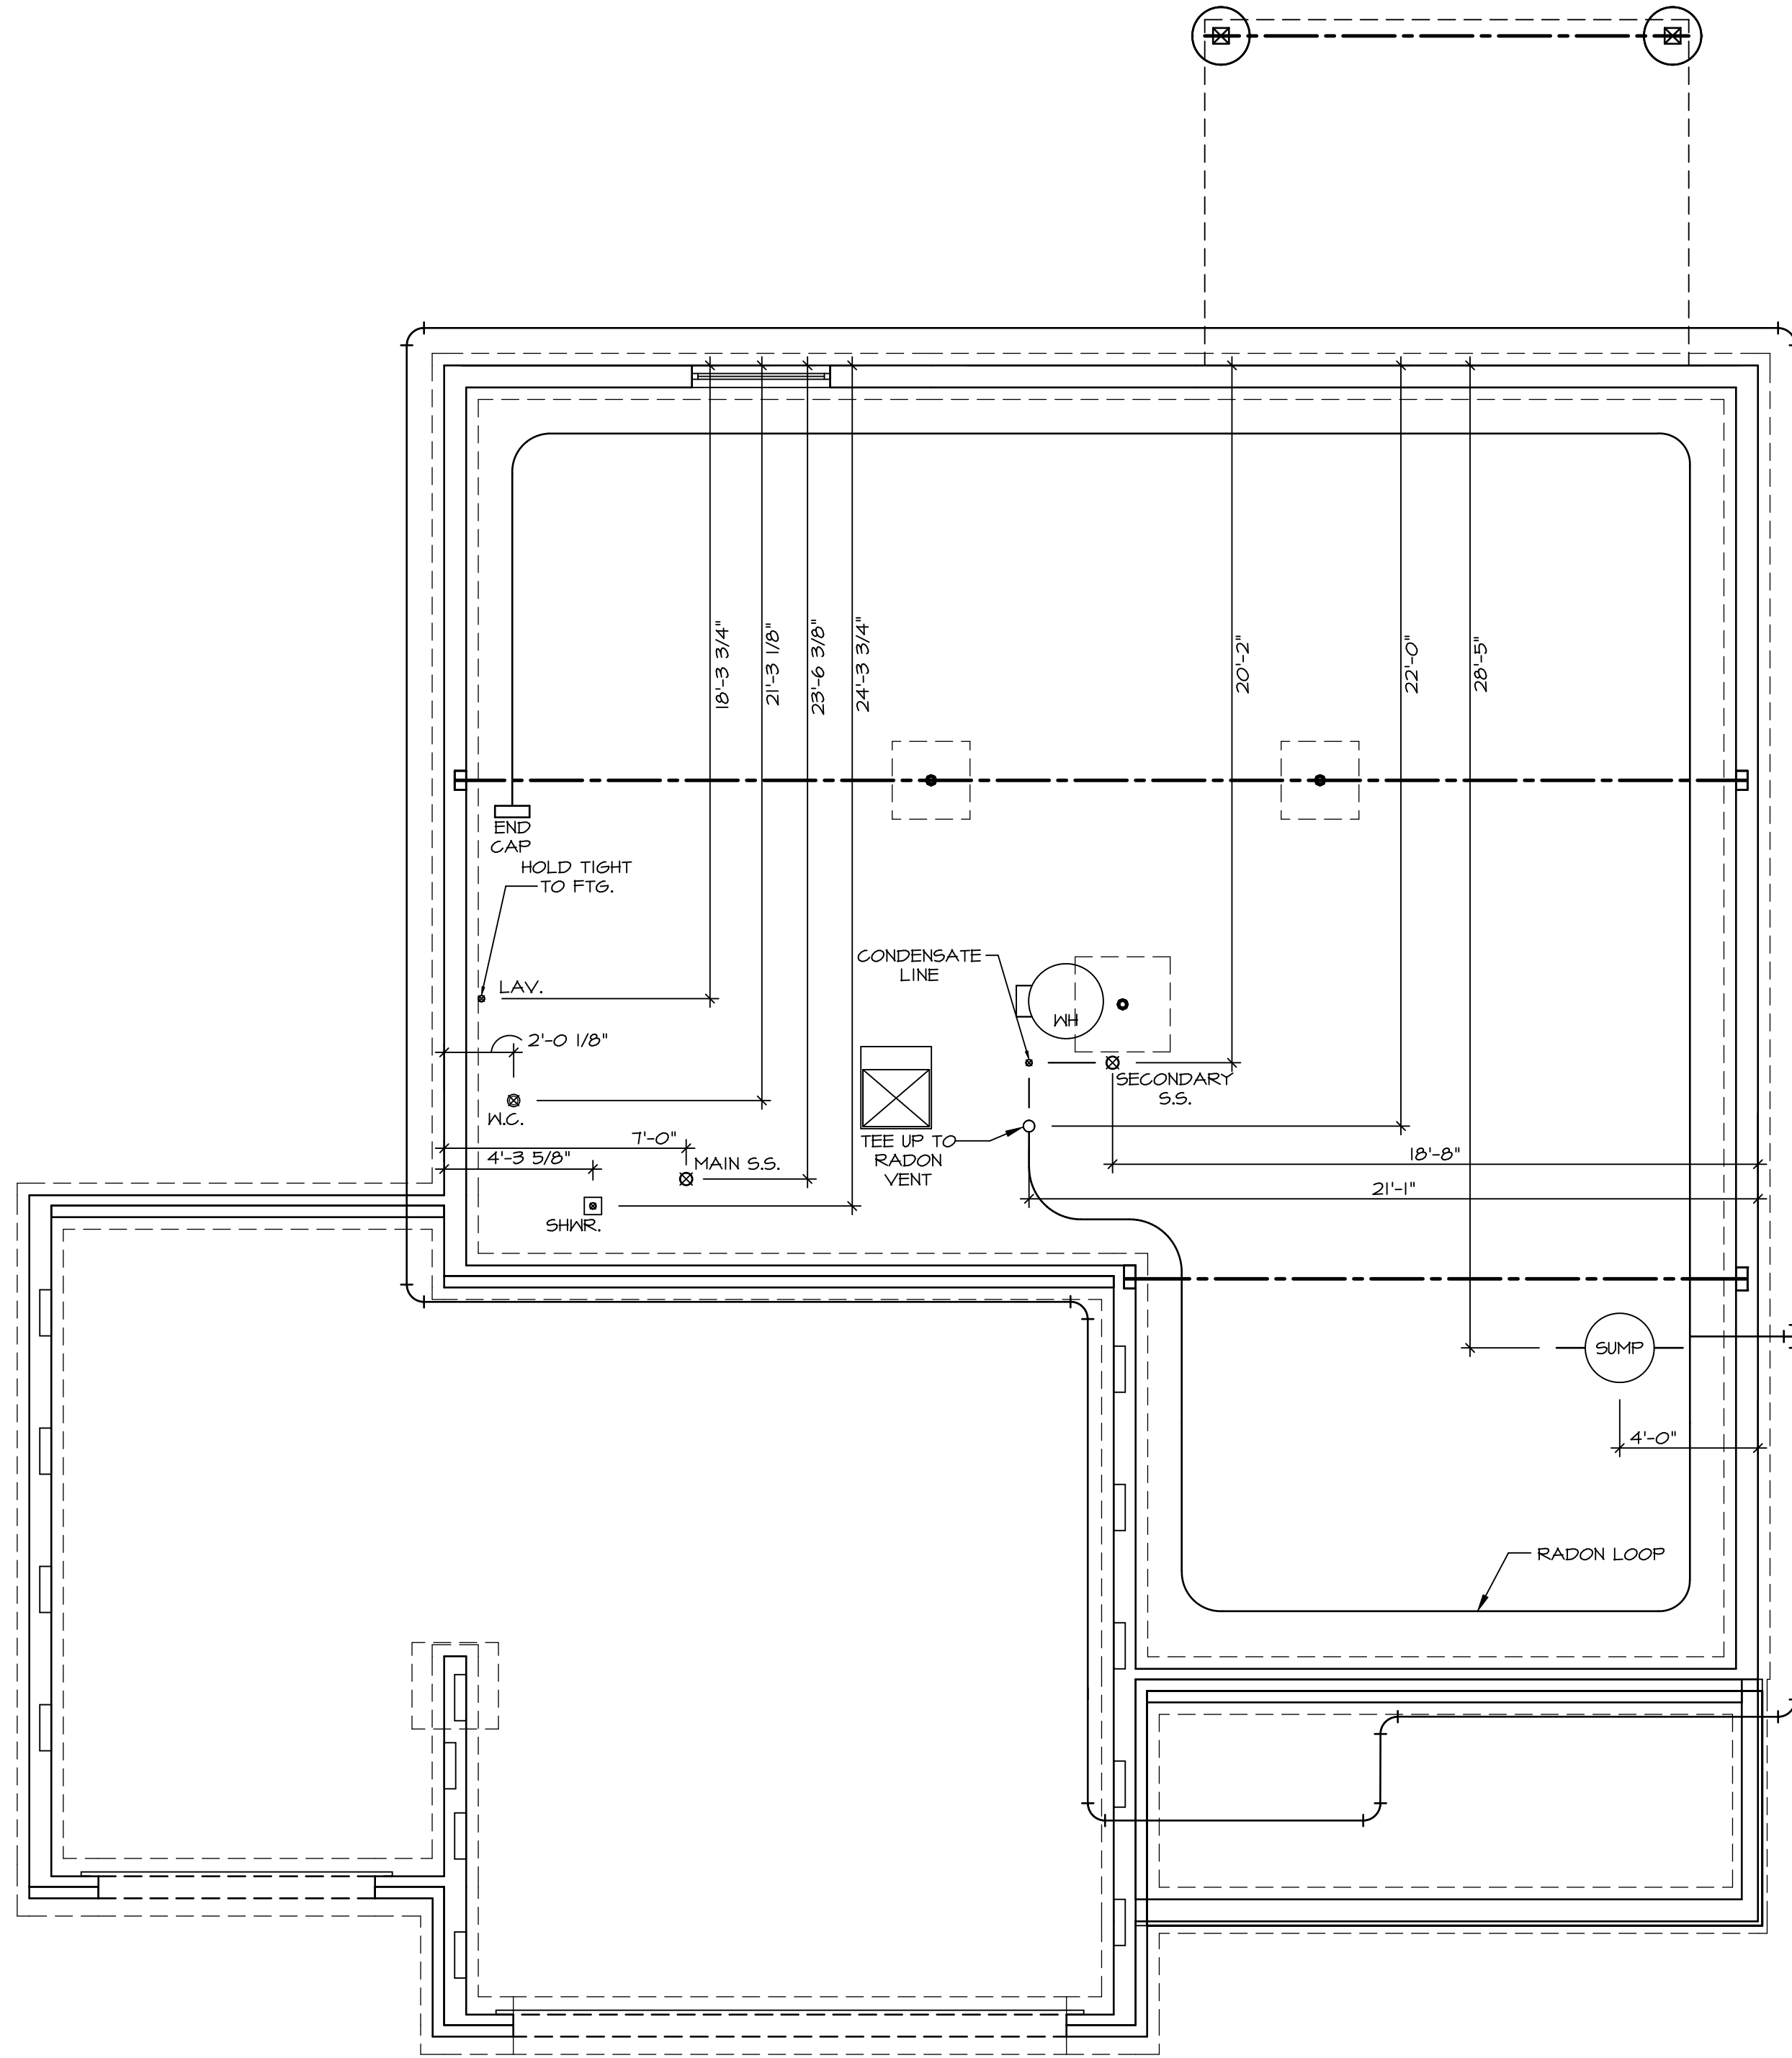 18'-3 3/4"
21'-3 1/8"
23'-6 3/8"
24'-3 3/4"
20'-2"
22'-0"
28'-5"
END
CAP
HOLD TIGHT
TO FTG.
LAV.
CONDENSATE
LINE
WH
2'-0 1/8"
SECONDARY
S.S.
W.C.
7'-0"
TEE UP TO
RADON
VENT
4'-3 5/8"
MAIN S.S.
18'-8"
21'-1"
SHWR.
SUMP
4'-0"
RADON LOOP